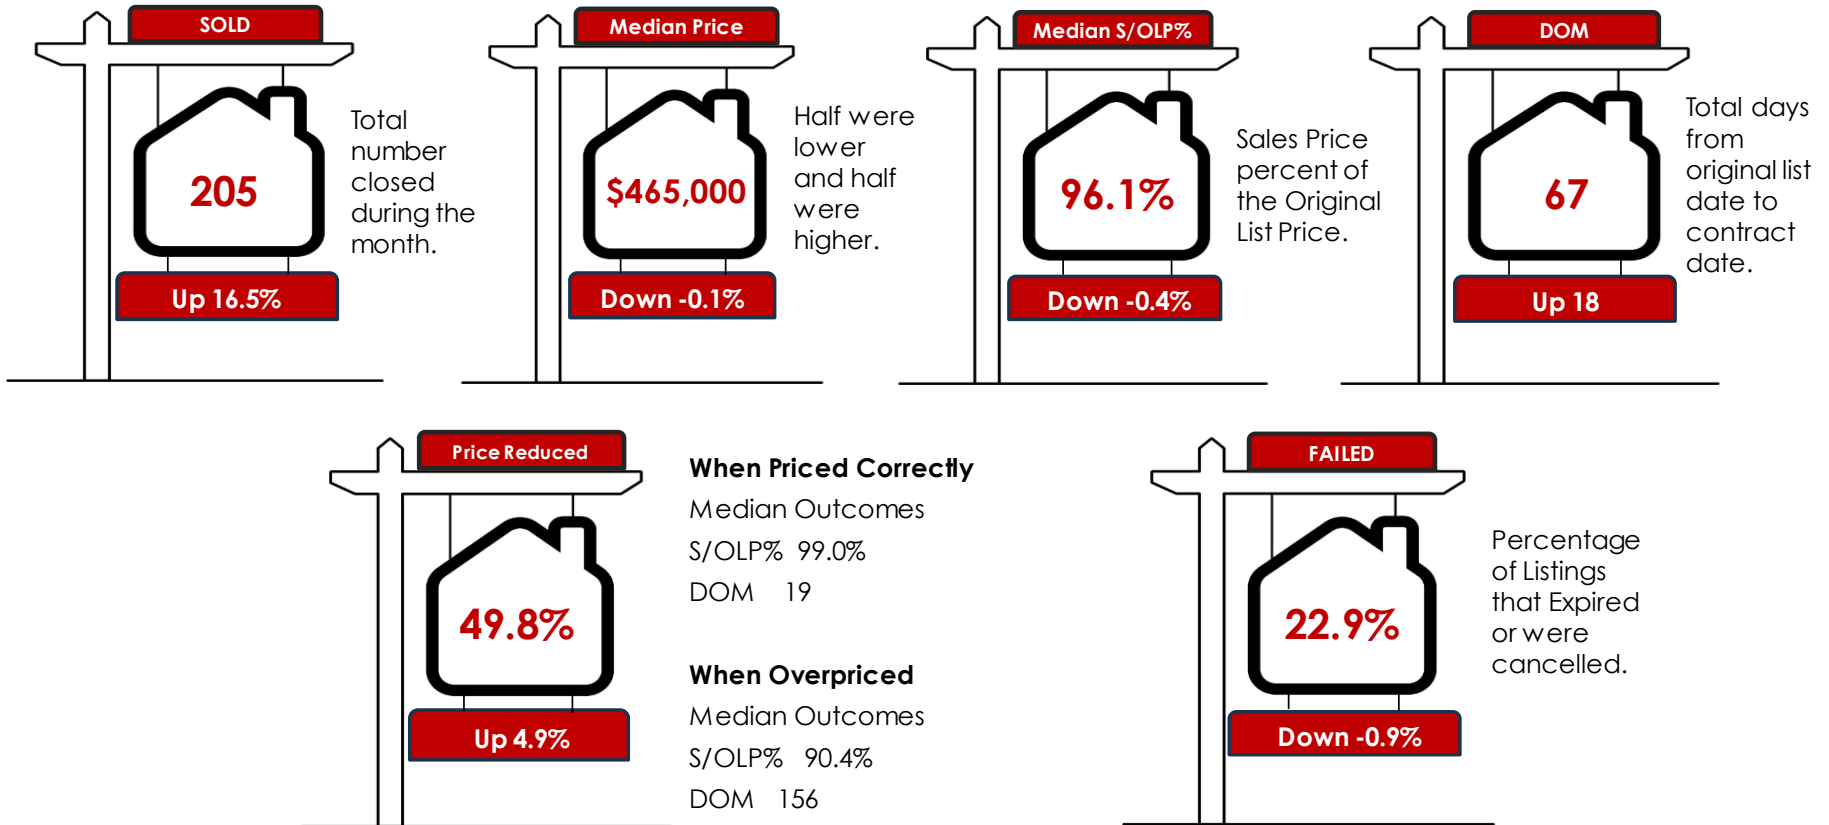 SOLD
205
Up 16.5%
Total
number
closed
during the
month.
Median Price
$465,000
Down -0.1%
Half were
lower
and half
were
higher.
Median S/OLP%
96.1%
Down -0.4%
Sales Price
percent of
the Original
List Price.
DOM
67
Up 18
Total days
from
original list
date to
contract
date.
Price Reduced
49.8%
Up 4.9%
When Priced Correctly
Median Outcomes
S/OLP% 99.0%
DOM 19
When Overpriced
Median Outcomes
S/OLP% 90.4%
DOM 156
FAILED
22.9%
Down -0.9%
Percentage
of Listings
that Expired
or were
cancelled.